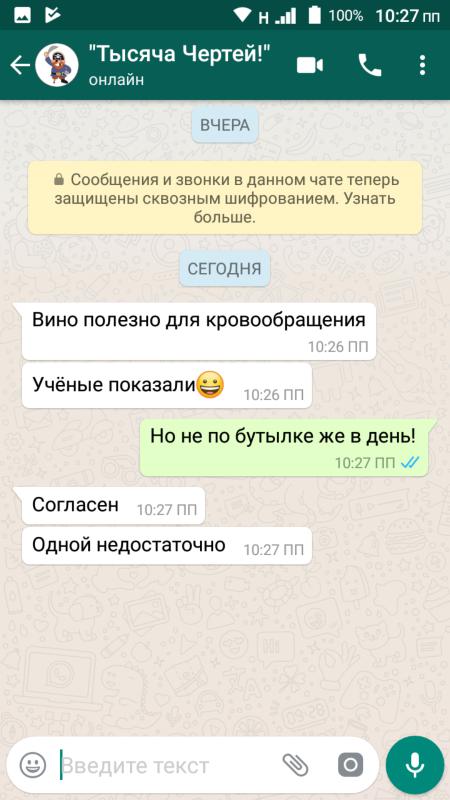 H 100% 10:27 пп
"Тысяча Чертей!"
онлайн
ВЧЕРА
Сообщения и звонки в данном чате теперь
защищены сквозным шифрованием. Узнать
больше.
СЕГОДНЯ
Вино полезно для кровообращения
10:26 ПП
Учёные показали😀 10:26 ПП
Но не по бутылке же в день!
10:27 ПП
Согласен 10:27 ПП
Одной недостаточно 10:27 ПП
Введите текст